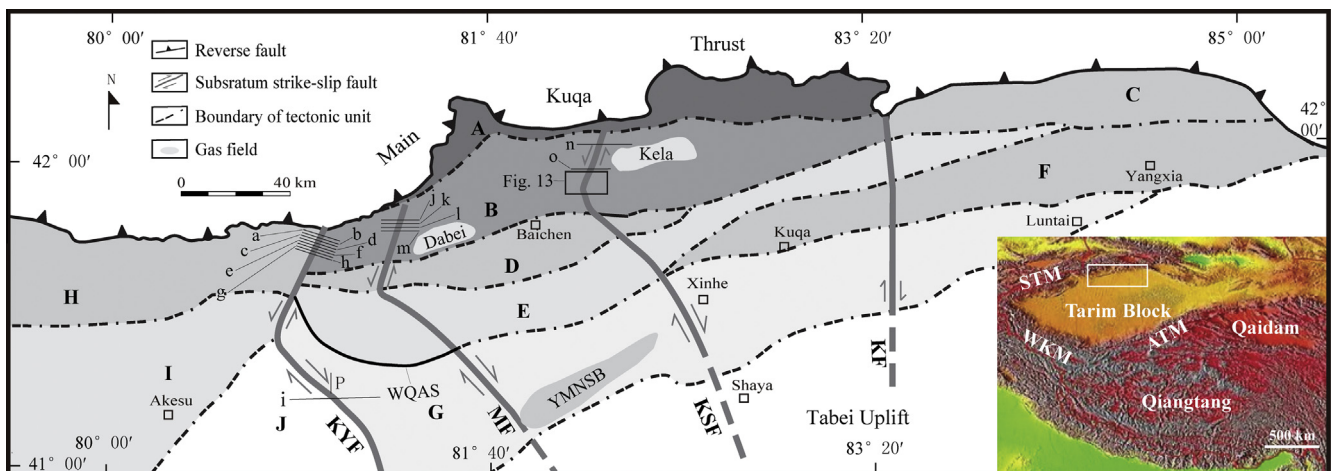 80° 00′
81° 40′
83° 20′
85° 00′
Reverse fault
Subsratum strike-slip fault
Boundary of tectonic unit
Gas field
N
0 40 km
42° 00′
42° 00′
Main
Kuqa
Thrust
A
B
C
D
E
F
G
H
I
J
n
o
Fig. 13
Kela
J k
l
m
Dabei
a
b
c
d
e
f
g
h
i
P
Baichen
Kuqa
Yangxia
Luntai
Xinhe
Shaya
Akesu
WQAS
YMNSB
KYF
MF
KSF
KF
Tabei Uplift
80° 00′
81° 40′
83° 20′
41° 00′
STM
Tarim Block
WKM
ATM
Qaidam
Qiangtang
500 km